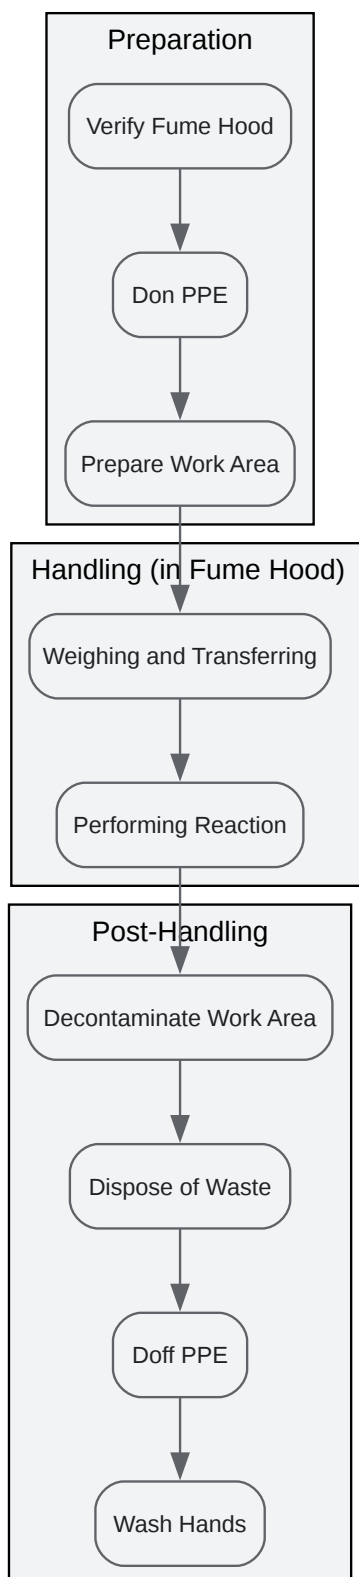 Preparation
Verify Fume Hood
Don PPE
Prepare Work Area
Handling (in Fume Hood)
Weighing and Transferring
Performing Reaction
Post-Handling
Decontaminate Work Area
Dispose of Waste
Doff PPE
Wash Hands